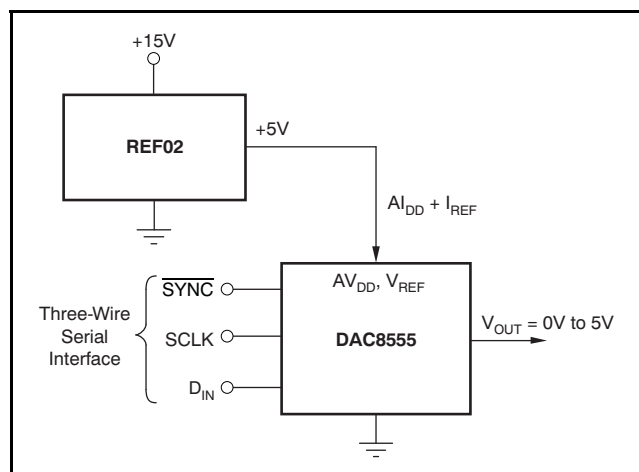 +15V
REF02
+5V
AI_DD + I_REF
SYNC
Three-Wire
Serial
Interface
SCLK
D_IN
AV_DD, V_REF
DAC8555
V_OUT = 0V to 5V